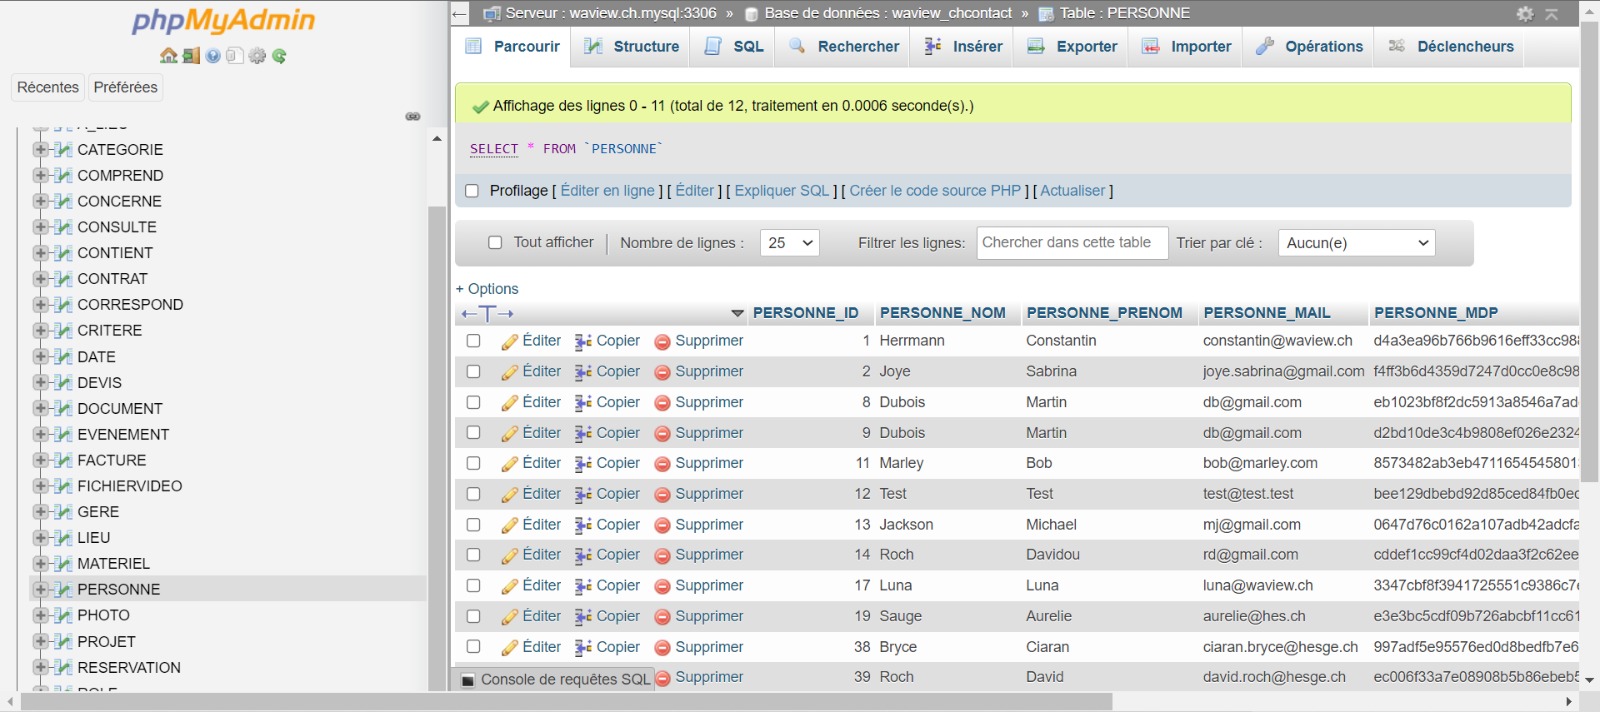 phpMyAdmin
Récentes
Préférées
CATEGORIE
COMPREND
CONCERNE
CONSULTE
CONTIENT
CONTRAT
CORRESPOND
CRITERE
DATE
DEVIS
DOCUMENT
EVENEMENT
FACTURE
FICHIERVIDEO
GERE
LIEU
MATERIEL
PERSONNE
PHOTO
PROJET
RESERVATION
Serveur : waview.ch.mysql:3306 » Base de données : waview_chcontact » Table : PERSONNE
Parcourir Structure SQL Rechercher Insérer Exporter Importer Opérations Déclencheurs
Affichage des lignes 0 - 11 (total de 12, traitement en 0.0006 seconde(s).)
SELECT * FROM `PERSONNE`
Profilage [ Éditer en ligne ] [ Éditer ] [ Expliquer SQL ] [ Créer le code source PHP ] [ Actualiser ]
Tout afficher Nombre de lignes : 25 Filtrer les lignes: Chercher dans cette table Trier par clé : Aucun(e)
+ Options
PERSONNE_ID PERSONNE_NOM PERSONNE_PRENOM PERSONNE_MAIL PERSONNE_MDP
Éditer Copier Supprimer 1 Herrmann Constantin constantin@waview.ch d4a3ea96b766b9616eff33cc98
Éditer Copier Supprimer 2 Joye Sabrina joye.sabrina@gmail.com f4ff3b6d4359d7247d0cc0e8c98
Éditer Copier Supprimer 8 Dubois Martin db@gmail.com eb1023bf8f2dc5913a8546a7ad
Éditer Copier Supprimer 9 Dubois Martin db@gmail.com d2bd10de3c4b9808ef026e2324
Éditer Copier Supprimer 11 Marley Bob bob@marley.com 8573482ab3eb4711654545801
Éditer Copier Supprimer 12 Test Test test@test.test bee129dbebd92d85ced84fb0ec
Éditer Copier Supprimer 13 Jackson Michael mj@gmail.com 0647d76c0162a107adb42adcfa
Éditer Copier Supprimer 14 Roch Davidou rd@gmail.com cddef1cc99cf4d02daa3f2c62ee
Éditer Copier Supprimer 17 Luna Luna luna@waview.ch 3347cbf8f3941725551c9386c7
Éditer Copier Supprimer 19 Sauge Aurelie aurelie@hes.ch e3e3bc5cdf09b726abcbf11cc61
Éditer Copier Supprimer 38 Bryce Ciaran ciaran.bryce@hesge.ch 997adf5e95576ed0d8bedfb7e6
Console de requêtes SQL Supprimer 39 Roch David david.roch@hesge.ch ec006f33a7e08908b5b86ebeb5